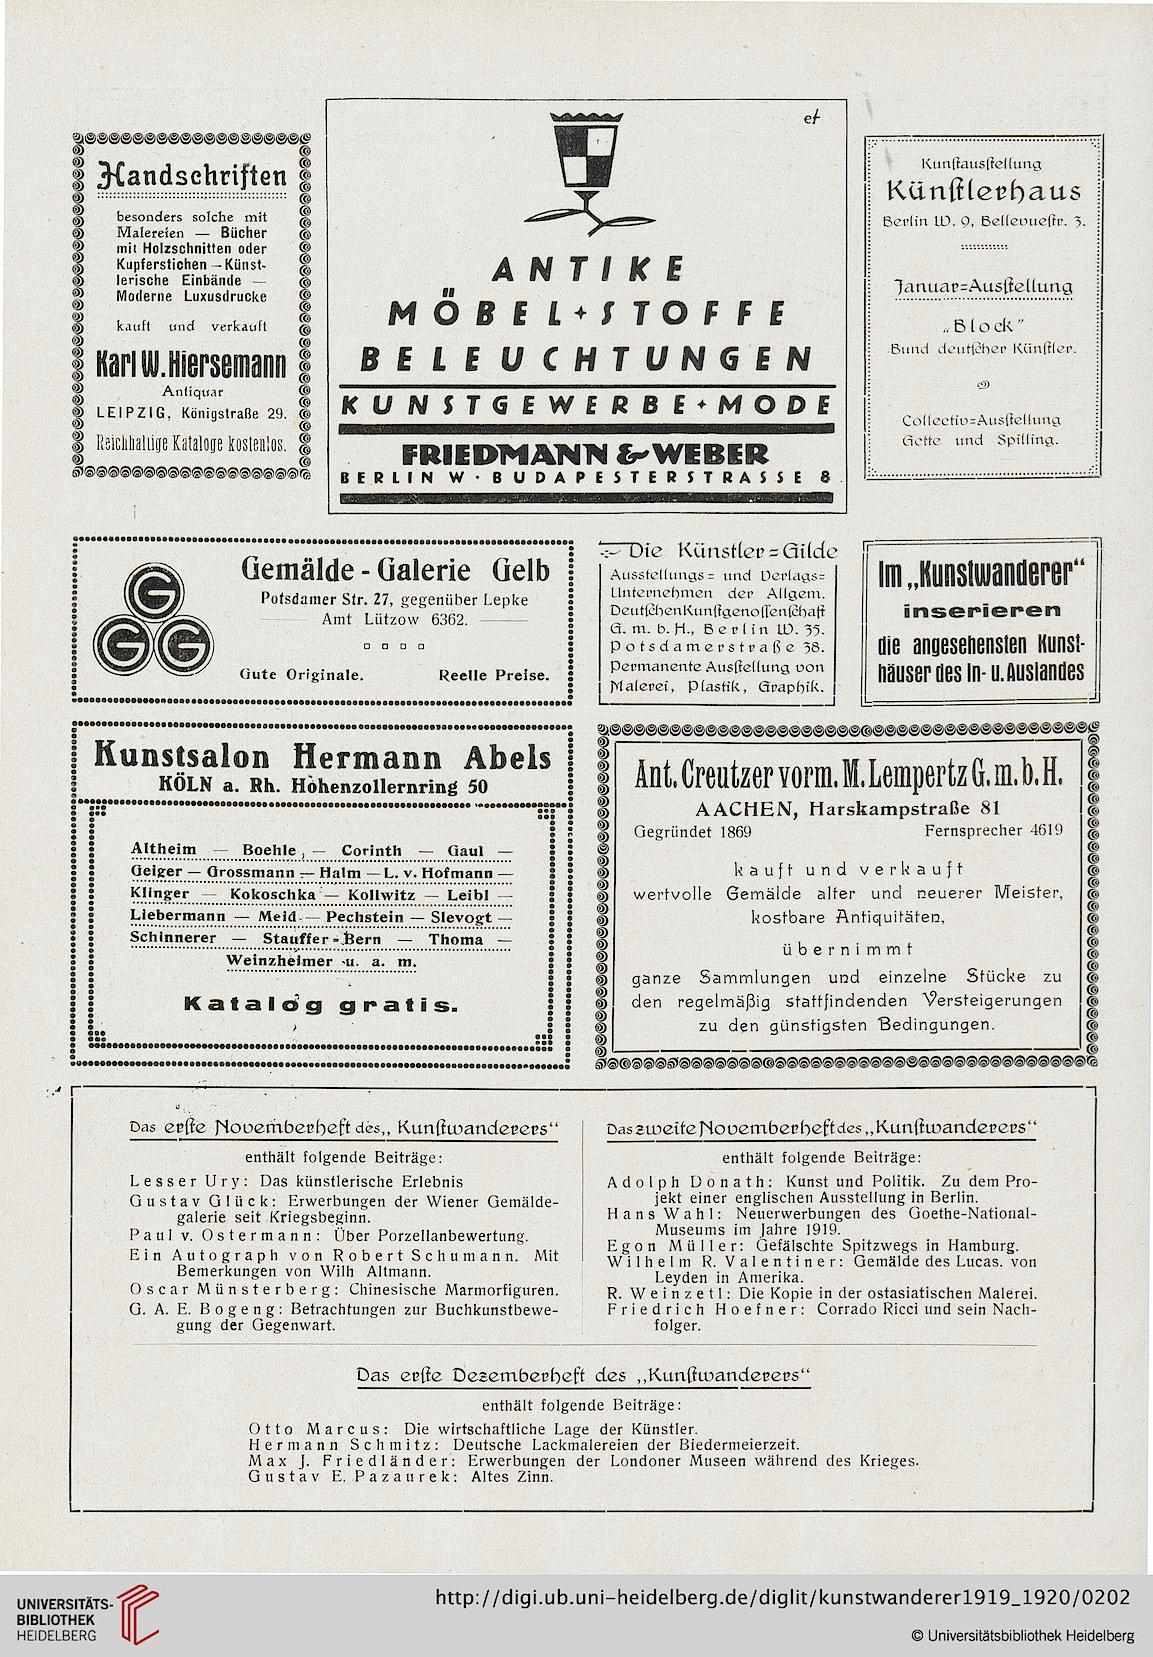 Handschriften
besonders solche mit
Malereien — Bücher
mit Holzschnitten oder
Kupferstichen — Künst-
lerische Einbände —
Moderne Luxusdrucke
kauft und verkauft
Karl W. Hiersemann
Antiquar
LEIPZIG, Königstraße 29.
Reichhaltige Kataloge kostenlos.
ANTIKE
MÖBEL + STOFFE
BELEUCHTUNGEN
KUNSTGEWERBE + MODE
FRIEDMANN & WEBER
BERLIN W · BUDAPESTERSTRASSE 8
Kunſtausſtellung
Künſtlerhaus
Berlin W. 9, Bellevueſtr. 3.
Januar=Ausſtellung
„Block"
Bund deutſcher Künſtler.
Collectiv=Ausſtellung
Gette und Spilling.
GGG
Gemälde - Galerie Gelb
Potsdamer Str. 27, gegenüber Lepke
Amt Lützow 6362.
Gute Originale. Reelle Preise.
Die Künstler=Gilde
Ausstellungs= und Verlags=
Unternehmen der Allgem.
Deutſchen Kunſtgenoſſenſchaft
G. m. b. H., Berlin W. 35.
Potsdamerstraße 38.
Permanente Ausſtellung von
Malerei, Plastik, Graphik.
Im „Kunstwanderer“
inserieren
die angesehensten Kunst-
häuser des In- u. Auslandes
Kunstsalon Hermann Abels
KÖLN a. Rh. Hohenzollernring 50
Altheim — Boehle — Corinth — Gaul —
Geiger — Grossmann — Halm — L. v. Hofmann —
Klinger — Kokoschka — Kollwitz — Leibl —
Liebermann — Meid — Pechstein — Slevogt —
Schinnerer — Stauffer-Bern — Thoma —
Weinzheimer u. a. m.
Katalog gratis.
Ant. Creutzer vorm. M. Lempertz G. m. b. H.
AACHEN, Harskampstraße 81
Gegründet 1869 Fernsprecher 4619
kauft und verkauft
wertvolle Gemälde alter und neuerer Meister,
kostbare Antiquitäten,
übernimmt
ganze Sammlungen und einzelne Stücke zu
den regelmäßig stattfindenden Versteigerungen
zu den günstigsten Bedingungen.
Das erſte Novemberheft des „Kunſtwanderers“
enthält folgende Beiträge:
Lesser Ury: Das künstlerische Erlebnis
Gustav Glück: Erwerbungen der Wiener Gemälde-
galerie seit Kriegsbeginn.
Paul v. Ostermann: Über Porzellanbewertung.
Ein Autograph von Robert Schumann. Mit
Bemerkungen von Wilh Altmann.
Oscar Münsterberg: Chinesische Marmorfiguren.
G. A. E. Bogeng: Betrachtungen zur Buchkunstbewe-
gung der Gegenwart.
Das zweite Novemberheft des „Kunſtwanderers“
enthält folgende Beiträge:
Adolph Donath: Kunst und Politik. Zu dem Pro-
jekt einer englischen Ausstellung in Berlin.
Hans Wahl: Neuerwerbungen des Goethe-National-
Museums im Jahre 1919.
Egon Müller: Gefälschte Spitzwegs in Hamburg.
Wilhelm R. Valentiner: Gemälde des Lucas. von
Leyden in Amerika.
R. Weinzetl: Die Kopie in der ostasiatischen Malerei.
Friedrich Hoefner: Corrado Ricci und sein Nach-
folger.
Das erſte Dezemberheft des „Kunſtwanderers“
enthält folgende Beiträge:
Otto Marcus: Die wirtschaftliche Lage der Künstler.
Hermann Schmitz: Deutsche Lackmalereien der Biedermeierzeit.
Max J. Friedländer: Erwerbungen der Londoner Museen während des Krieges.
Gustav E. Pazaurek: Altes Zinn.
UNIVERSITÄTS-
BIBLIOTHEK
HEIDELBERG
http://digi.ub.uni-heidelberg.de/diglit/kunstwanderer1919_1920/0202
© Universitätsbibliothek Heidelberg